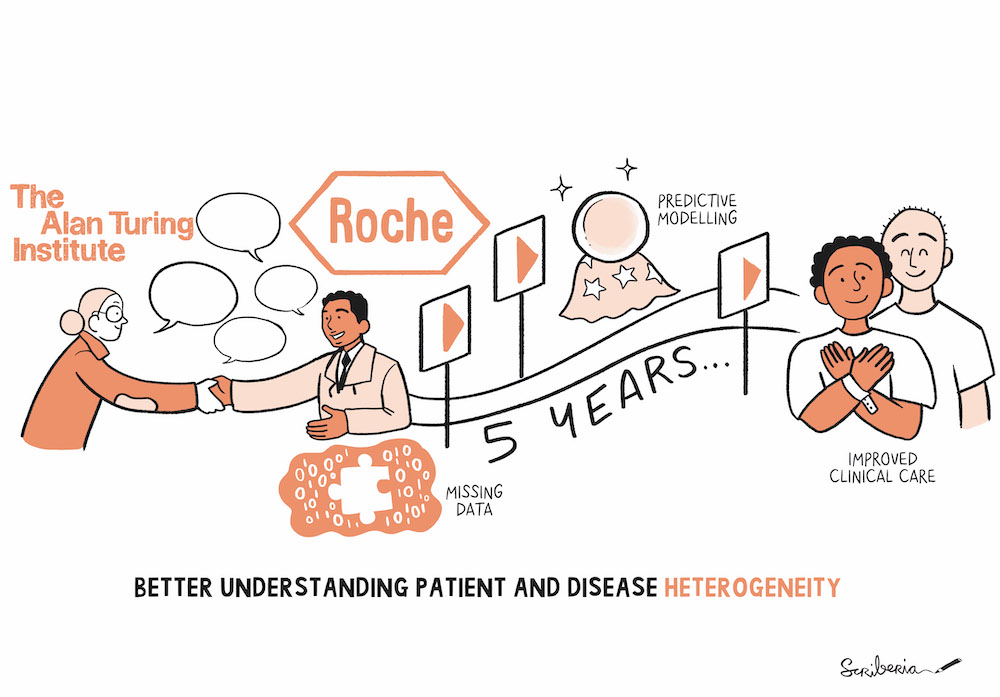 The
Alan Turing
Institute
Roche
PREDICTIVE
MODELLING
5 YEARS...
MISSING
DATA
IMPROVED
CLINICAL CARE
BETTER UNDERSTANDING PATIENT AND DISEASE HETEROGENEITY
Scriberia